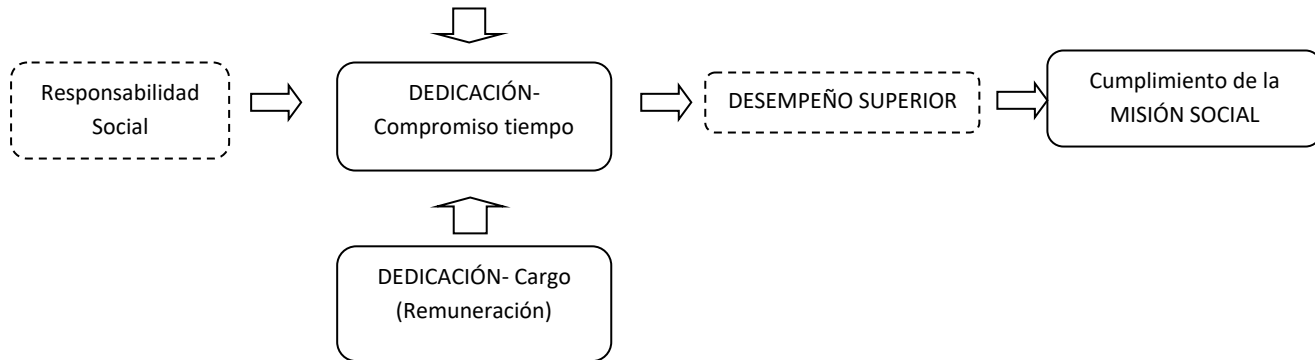 Responsabilidad
Social
DEDICACIÓN-
Compromiso tiempo
DESEMPEÑO SUPERIOR
Cumplimiento de la
MISIÓN SOCIAL
DEDICACIÓN- Cargo
(Remuneración)